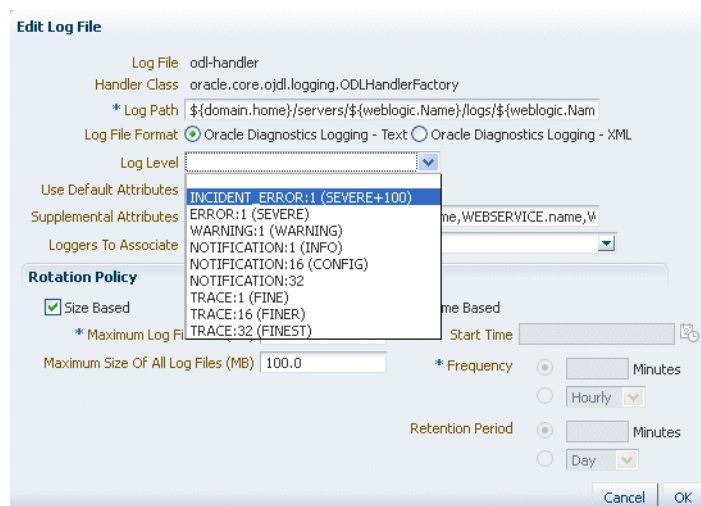 Edit Log File
Log File odl-handler
Handler Class oracle.core.ojdl.logging.ODLHandlerFactory
* Log Path ${domain.home}/servers/${weblogic.Name}/logs/${weblogic.Nam
Log File Format Oracle Diagnostics Logging - Text Oracle Diagnostics Logging - XML
Log Level
Use Default Attributes
INCIDENT_ERROR:1 (SEVERE+100)
ERROR:1 (SEVERE)
Supplemental Attributes me,WEBSERVICE.name,W
WARNING:1 (WARNING)
NOTIFICATION:1 (INFO)
Loggers To Associate
NOTIFICATION:16 (CONFIG)
NOTIFICATION:32
Rotation Policy
TRACE:1 (FINE)
Size Based TRACE:16 (FINER) me Based
* Maximum Log Fi TRACE:32 (FINEST) Start Time
Maximum Size Of All Log Files (MB) 100.0 * Frequency Minutes
Hourly
Retention Period Minutes
Day
Cancel OK